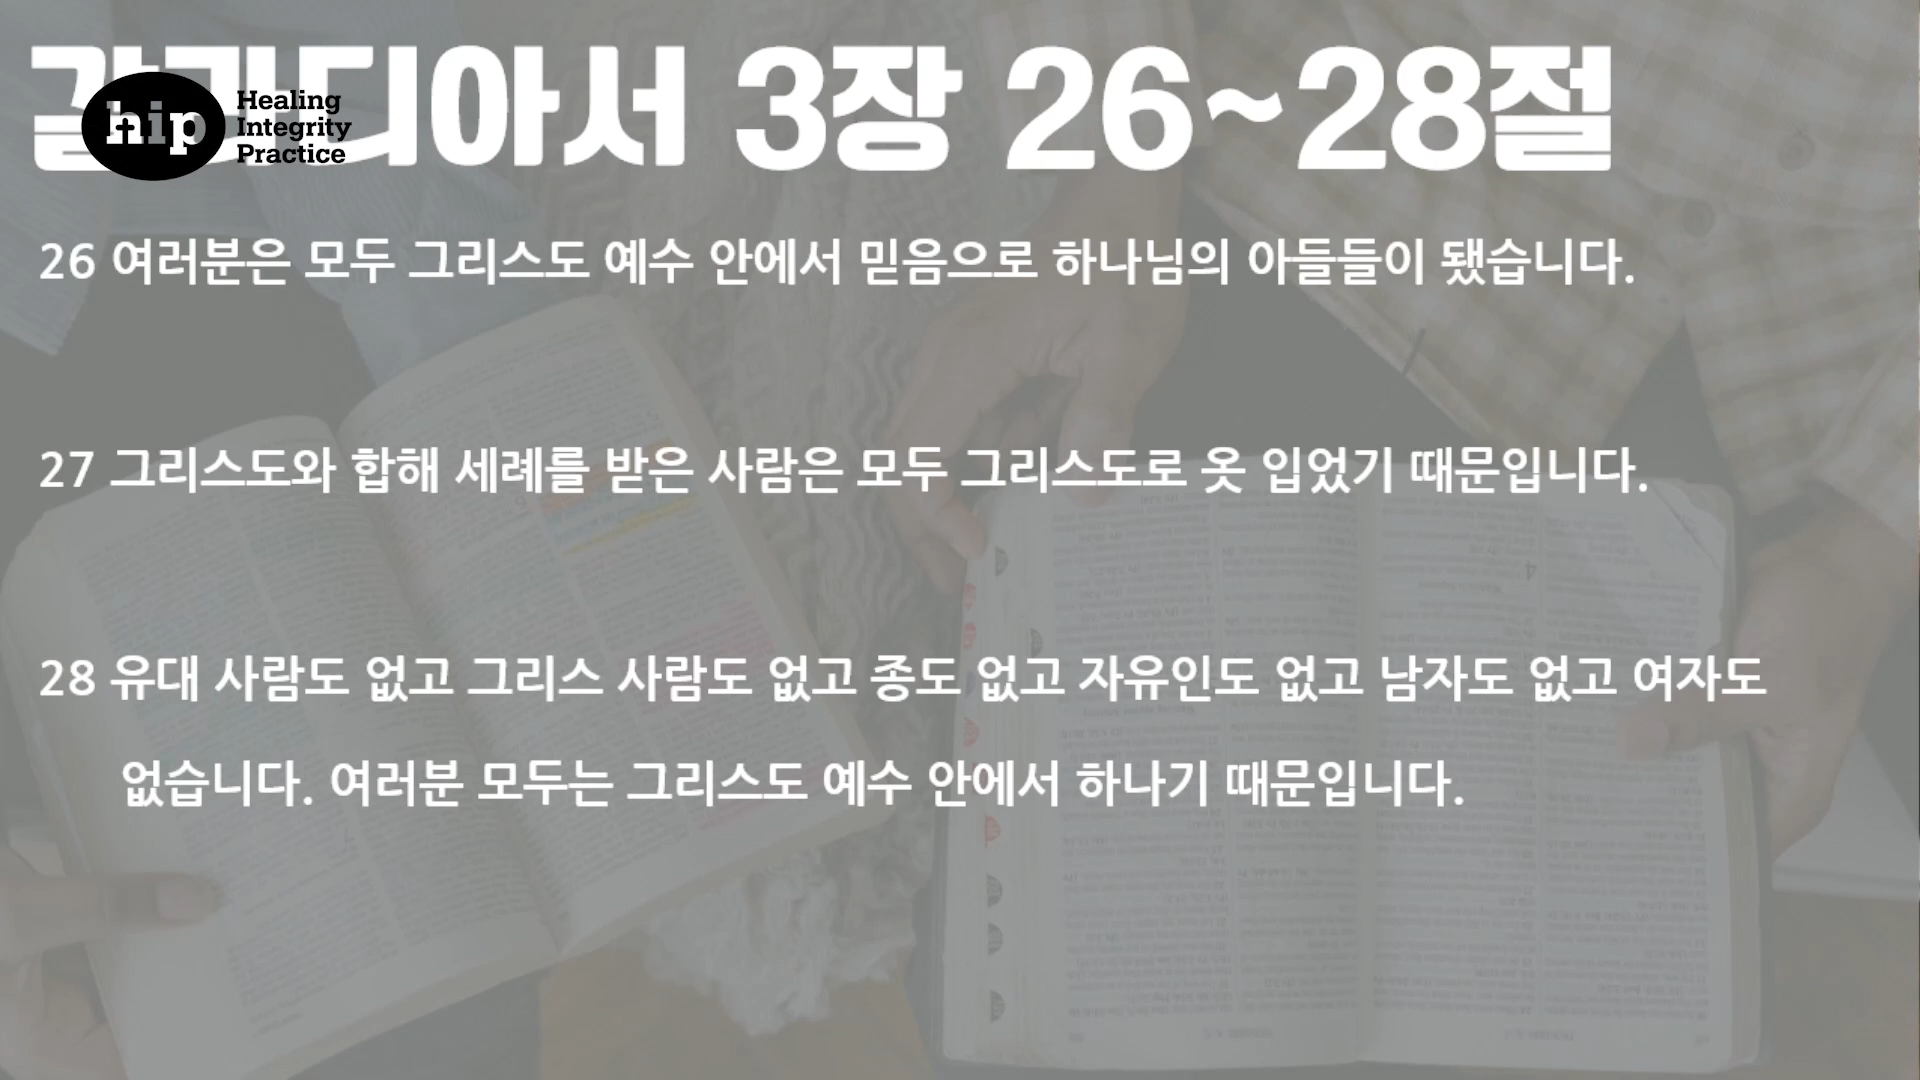 갈라디아서 3장 26~28절
hip
Healing
Integrity
Practice
26 여러분은 모두 그리스도 예수 안에서 믿음으로 하나님의 아들들이 됐습니다.
27 그리스도와 합해 세례를 받은 사람은 모두 그리스도로 옷 입었기 때문입니다.
28 유대 사람도 없고 그리스 사람도 없고 종도 없고 자유인도 없고 남자도 없고 여자도
없습니다. 여러분 모두는 그리스도 예수 안에서 하나기 때문입니다.